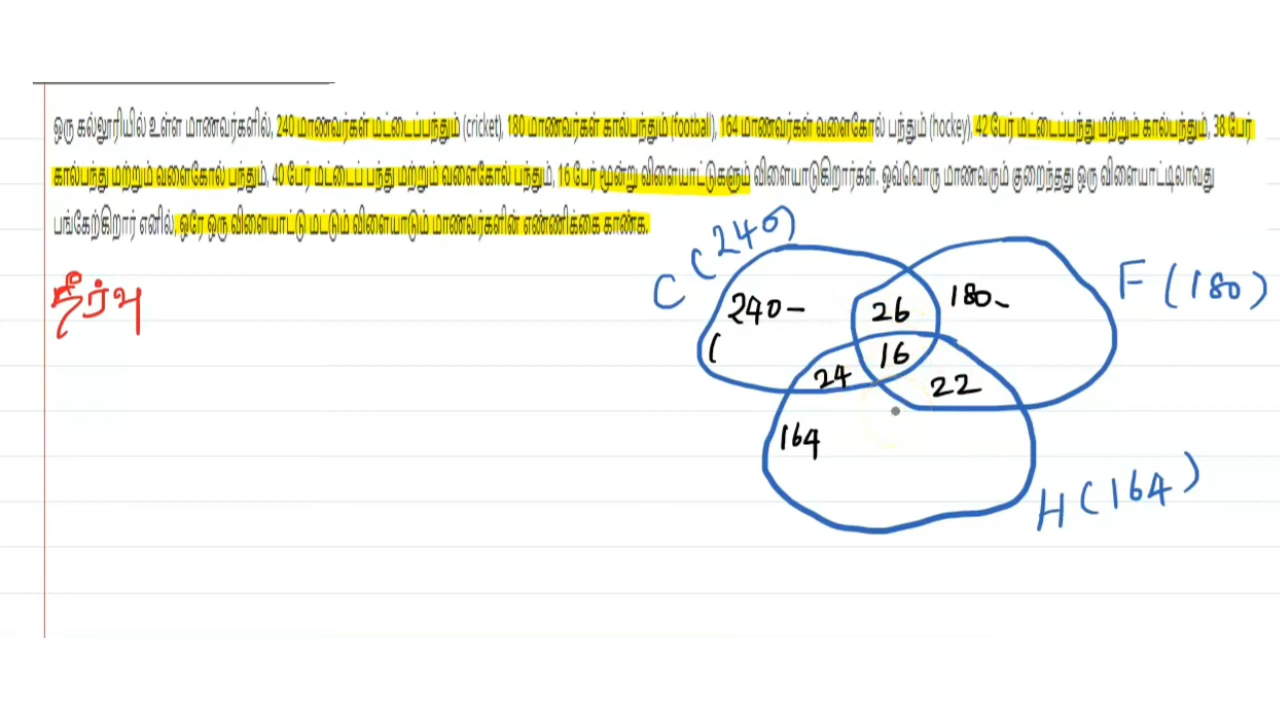 ஒரு கல்லூரியில் உள்ள மாணவர்களில், 240 மாணவர்கள் மட்டைப்பந்தும் (cricket), 180 மாணவர்கள் கால்பந்தும் (football), 164 மாணவர்கள் வளைகோல் பந்தும் (hockey), 42 பேர் மட்டைப்பந்து மற்றும் கால்பந்தும், 38 பேர்
கால்பந்து மற்றும் வளைகோல் பந்தும், 40 பேர் மட்டைப் பந்து மற்றும் வளைகோல் பந்தும், 16 பேர் மூன்று விளையாட்டுகளும் விளையாடுகிறார்கள். ஒவ்வொரு மாணவரும் குறைந்தது ஒரு விளையாட்டிலாவது
பங்கேற்கிறார் எனில், ஒரே ஒரு விளையாட்டு மட்டும் விளையாடும் மாணவர்களின் எண்ணிக்கை காண்க.
தீர்வு
C (240)
F (180)
240 –
26
180 -
(
16
24
22
164
H (164)